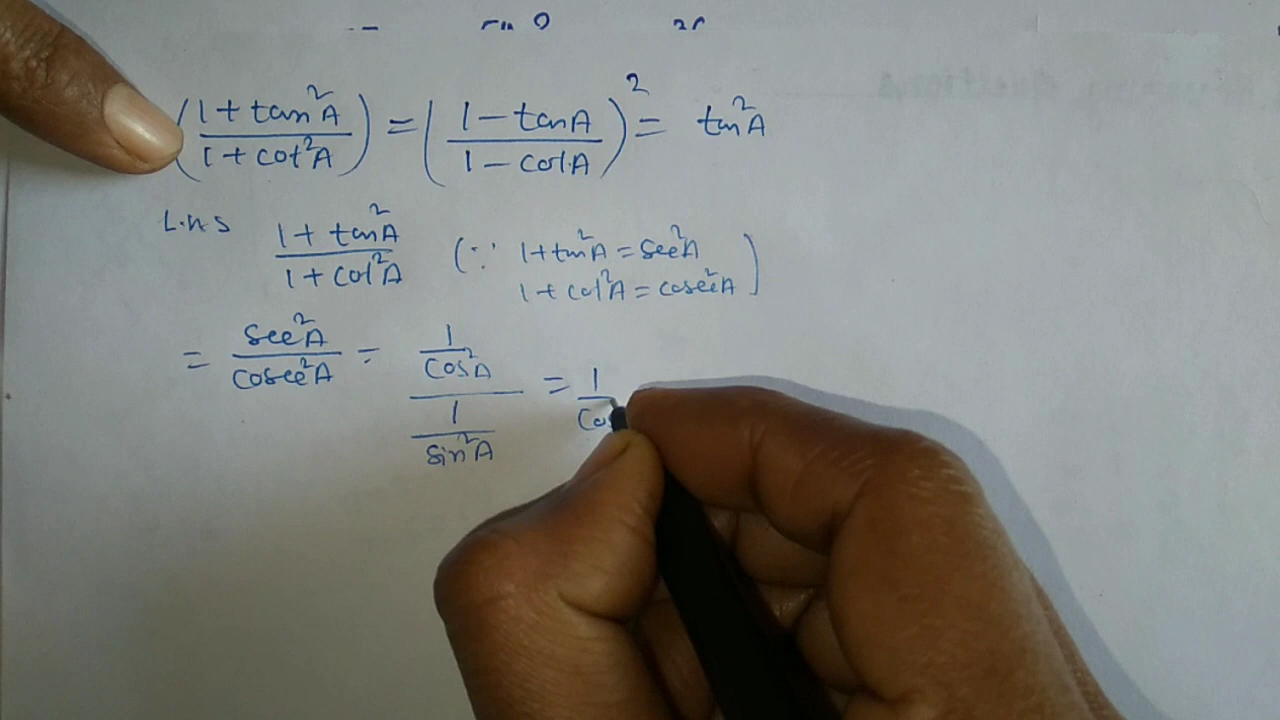 (1+tan²A / 1+cot²A) = (1-tanA / 1-cotA)² = tan²A
L.H.S 1+tan²A / 1+cot²A (∵ 1+tan²A = sec²A
1+cot²A = cosec²A)
= sec²A / cosec²A = 1/cos²A / 1/sin²A = 1/Co